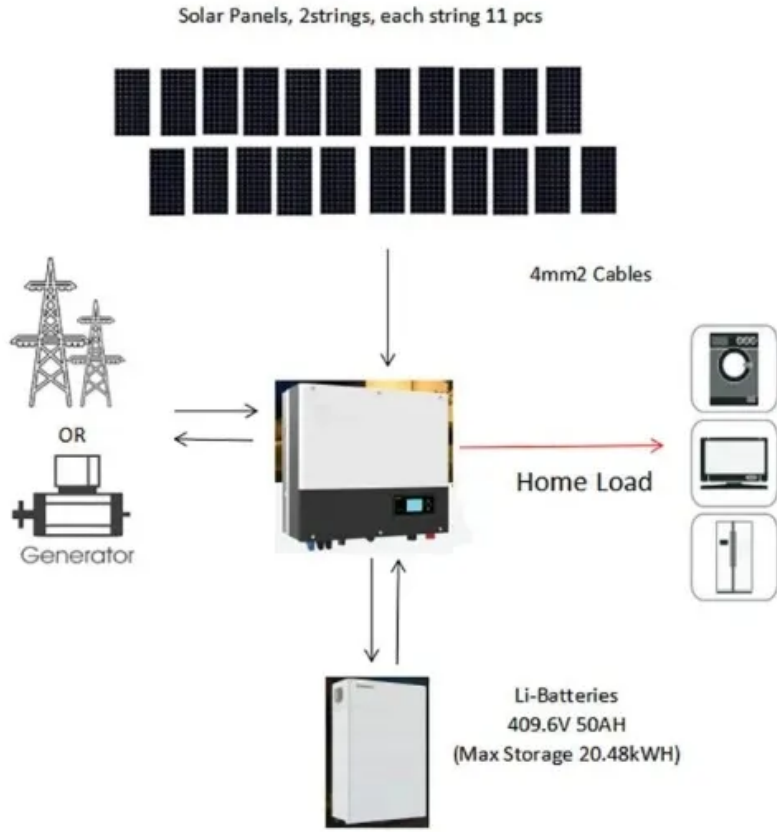 Solar Panels, 2strings, each string 11 pcs
4mm2 Cables
OR
Generator
Home Load
Li-Batteries
409.6V 50AH
(Max Storage 20.48kWH)